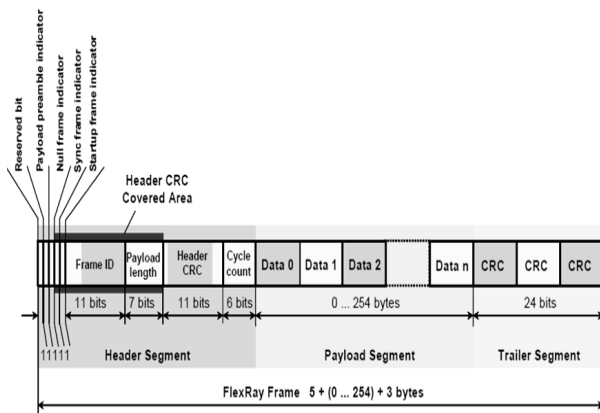 Reserved bit
Payload preamble indicator
Null frame indicator
Sync frame indicator
Startup frame indicator
Header CRC
Covered Area
Frame ID
Payload
length
Header
CRC
Cycle
count
Data 0
Data 1
Data 2
Data n
CRC
CRC
CRC
11 bits
7 bits
11 bits
6 bits
0 ... 254 bytes
24 bits
11111
Header Segment
Payload Segment
Trailer Segment
FlexRay Frame 5 + (0 ... 254) + 3 bytes